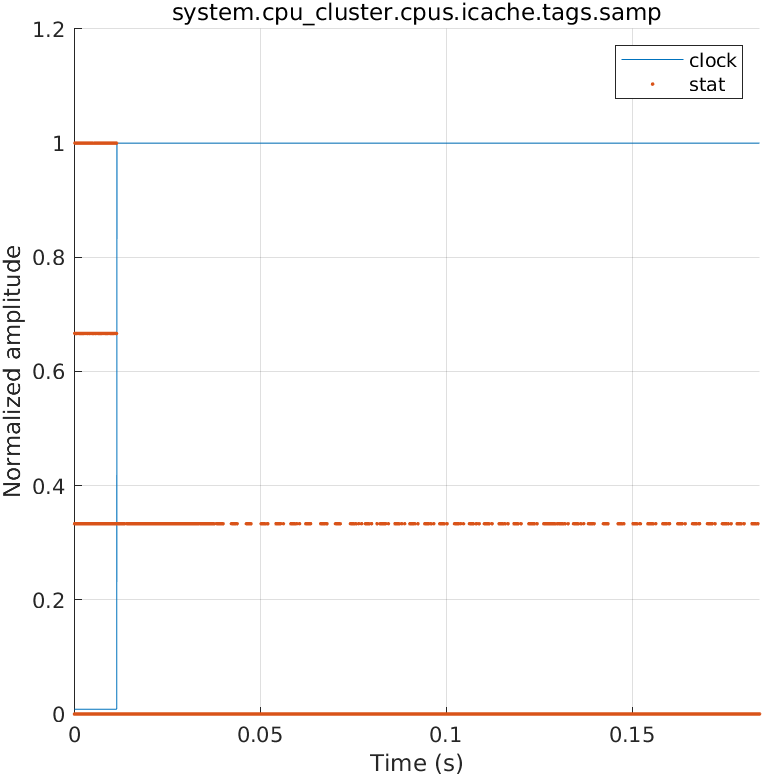 system.cpu_cluster.cpus.icache.tags.samp
clock
stat
Normalized amplitude
1.2
1
0.8
0.6
0.4
0.2
0
0 0.05 0.1 0.15
Time (s)